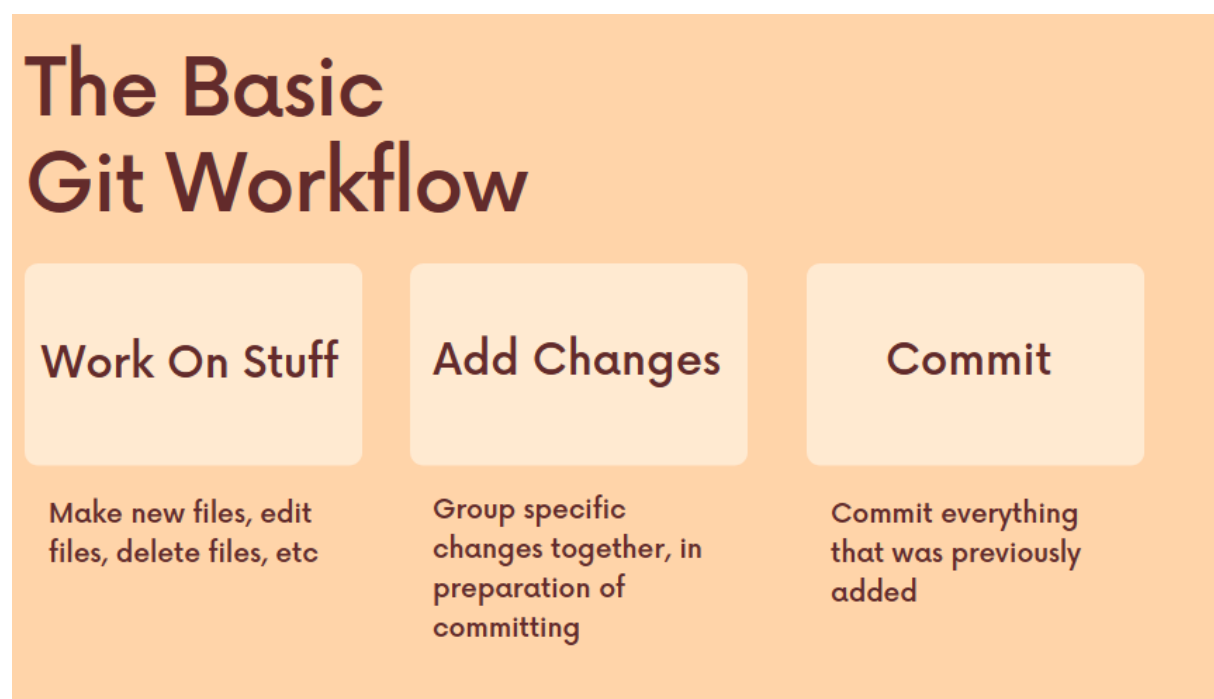 The Basic
Git Workflow
Work On Stuff
Make new files, edit
files, delete files, etc
Add Changes
Group specific
changes together, in
preparation of
committing
Commit
Commit everything
that was previously
added